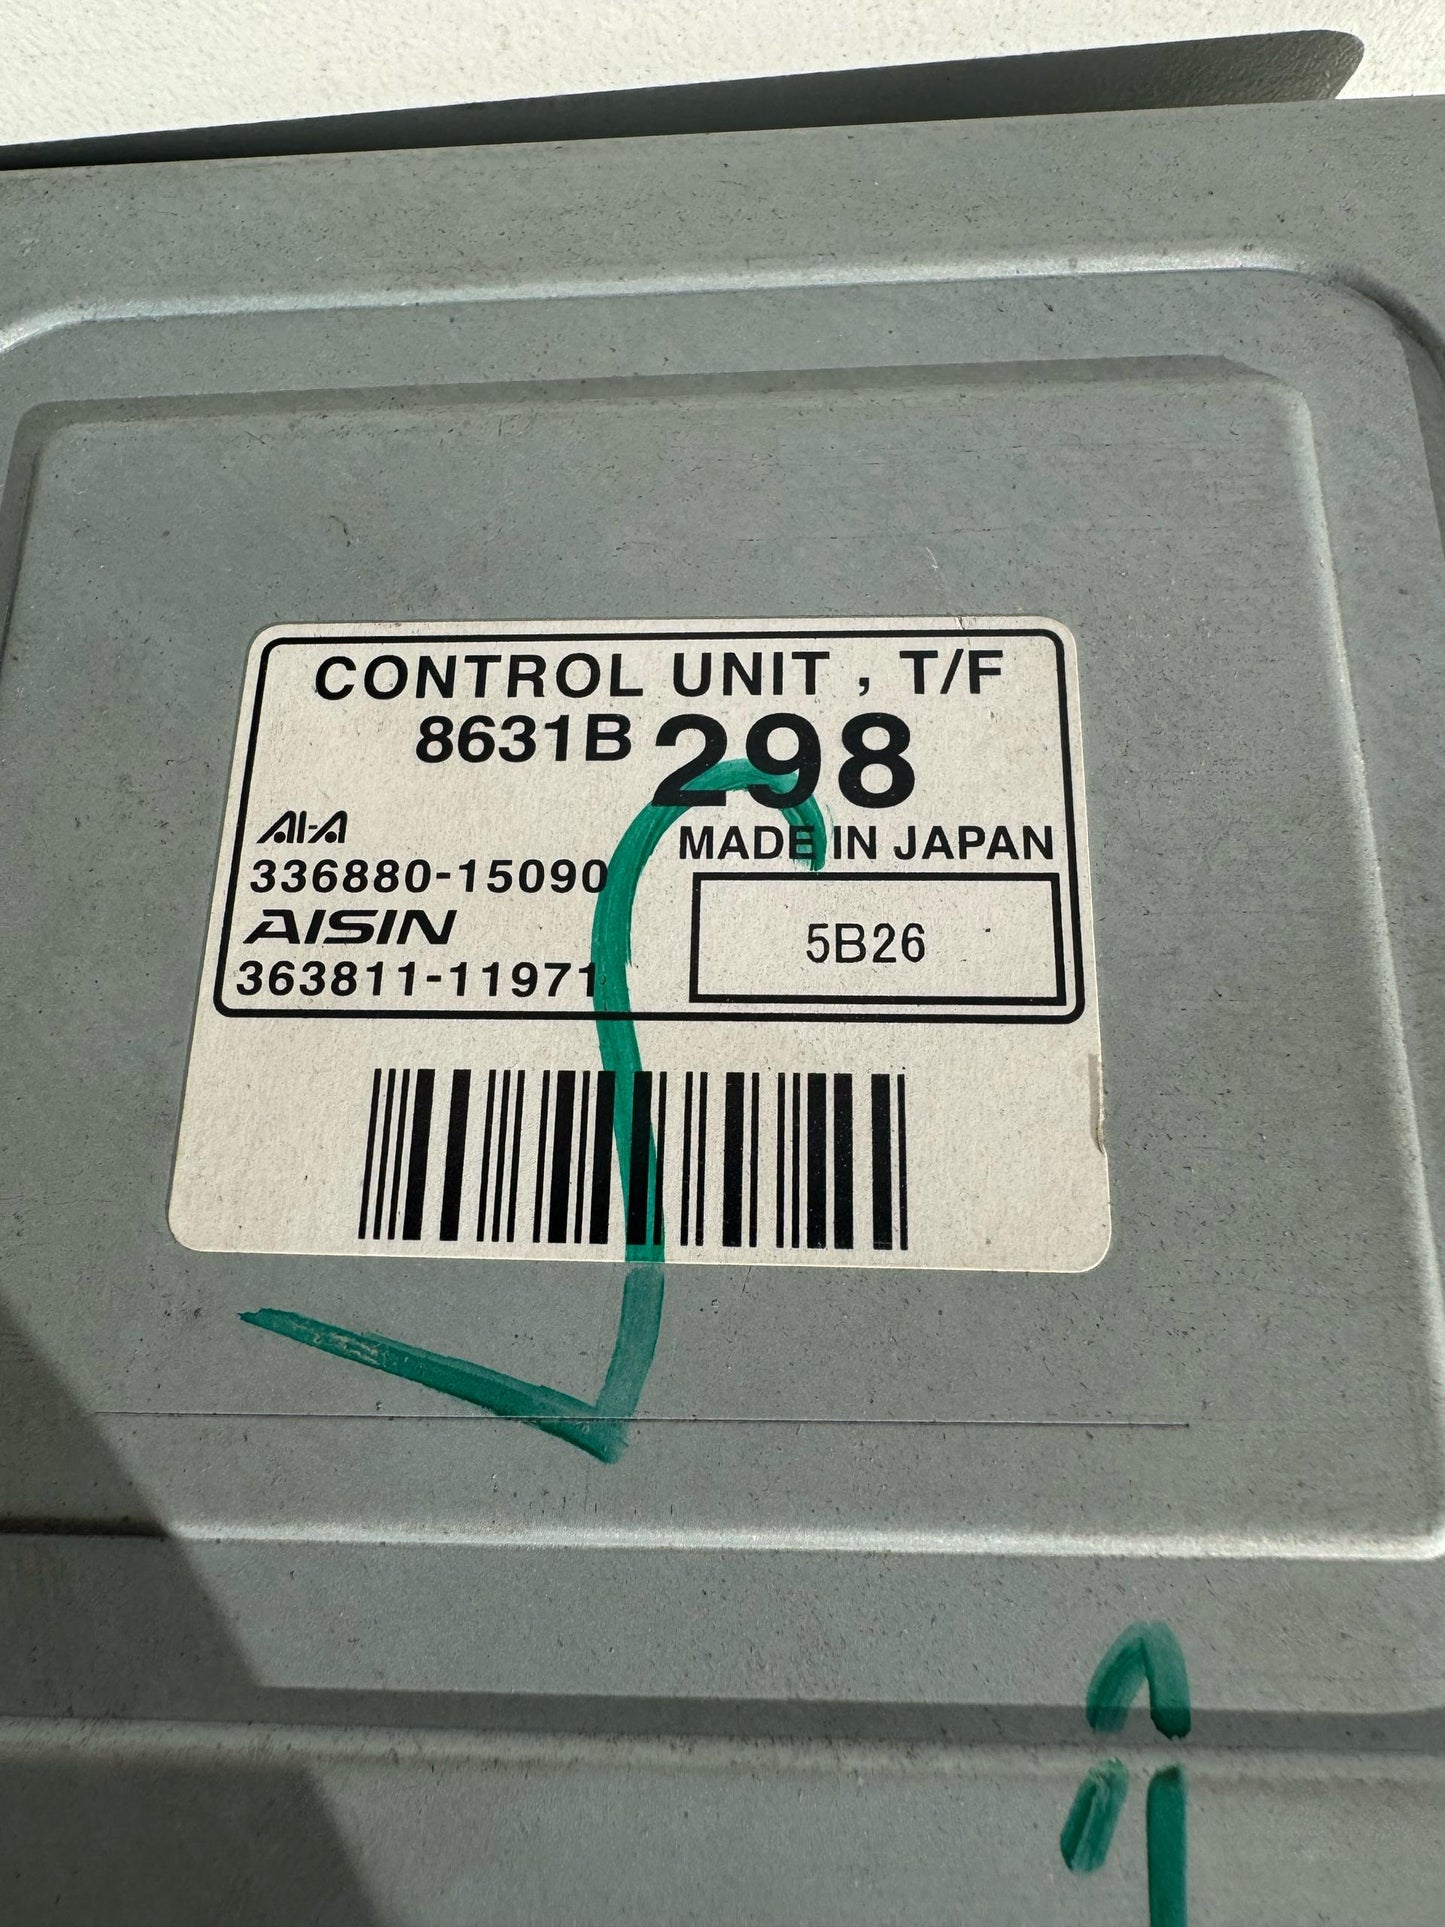 CONTROL UNIT , T/F
8631B 298
AI-A
MADE IN JAPAN
336880-15090
AISIN
5B26
363811-11971